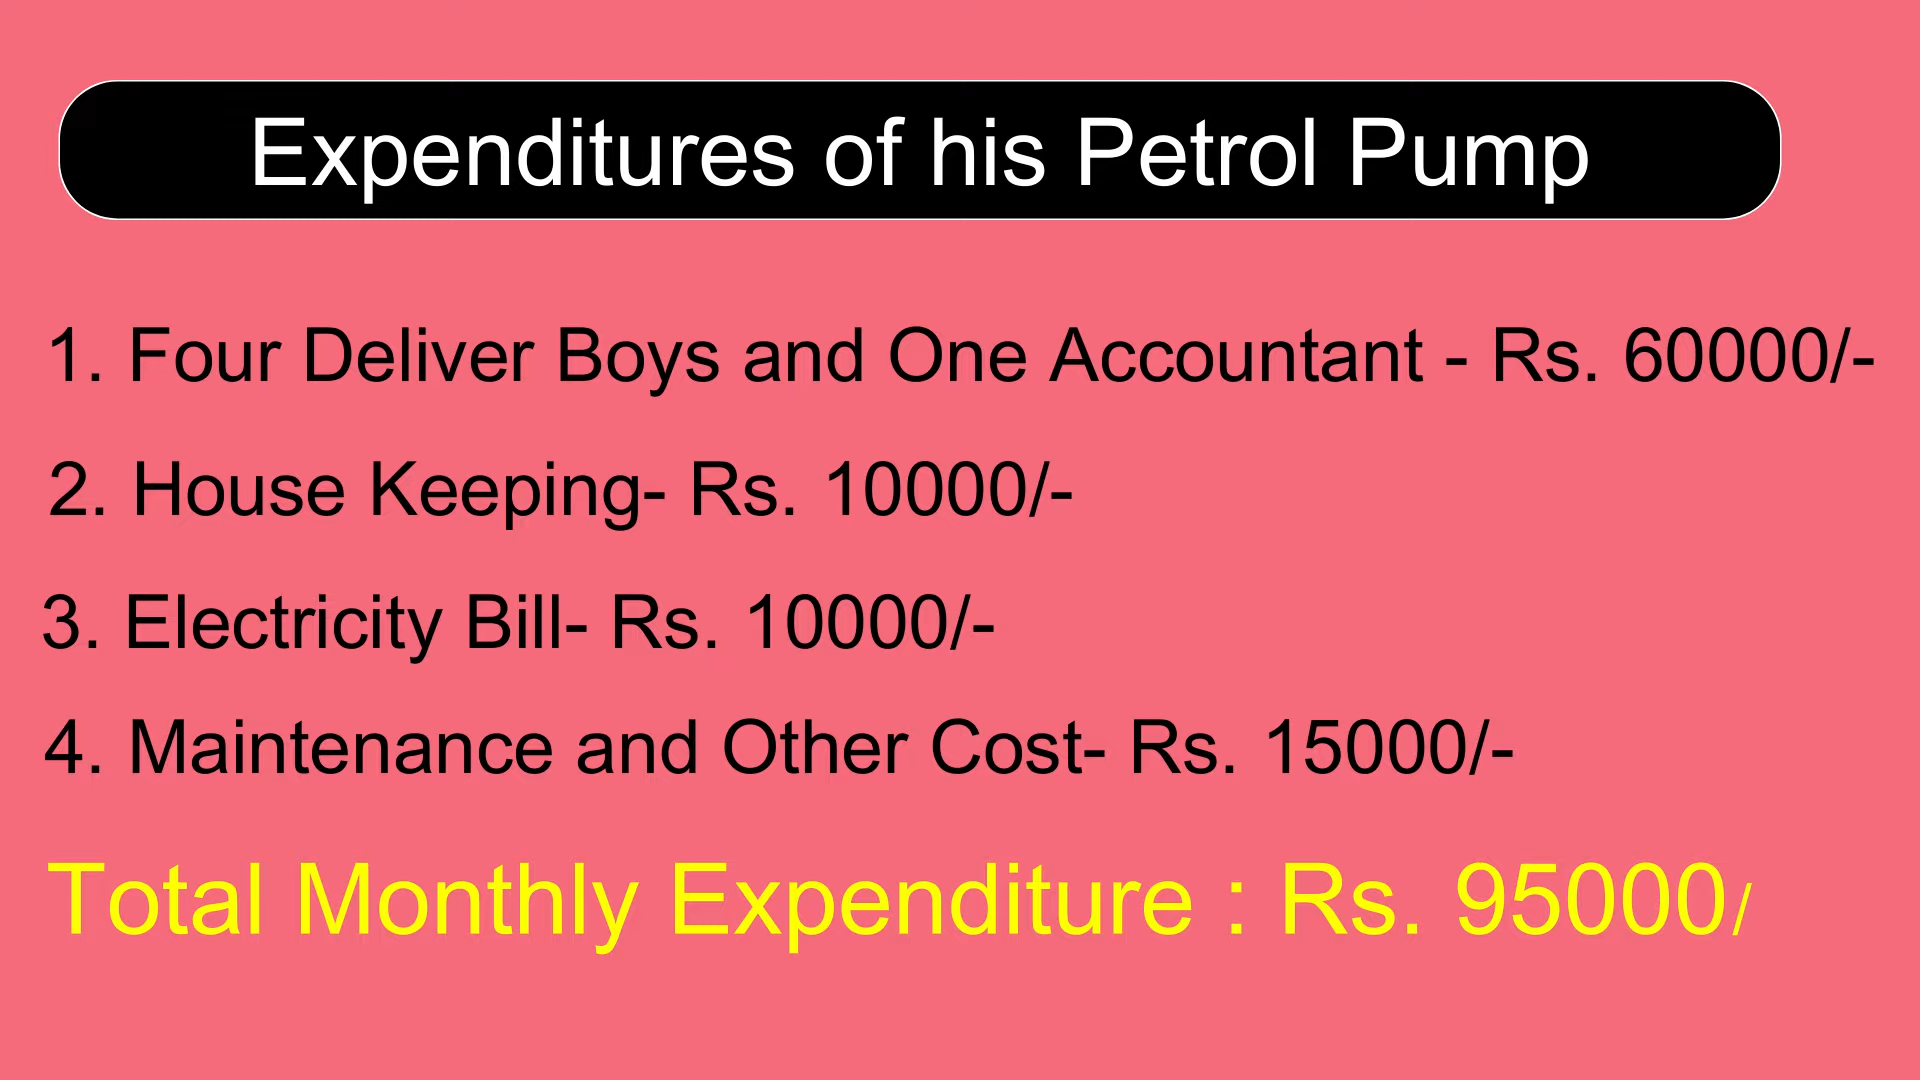 Expenditures of his Petrol Pump
1. Four Deliver Boys and One Accountant - Rs. 60000/-
2. House Keeping- Rs. 10000/-
3. Electricity Bill- Rs. 10000/-
4. Maintenance and Other Cost- Rs. 15000/-
Total Monthly Expenditure : Rs. 95000/